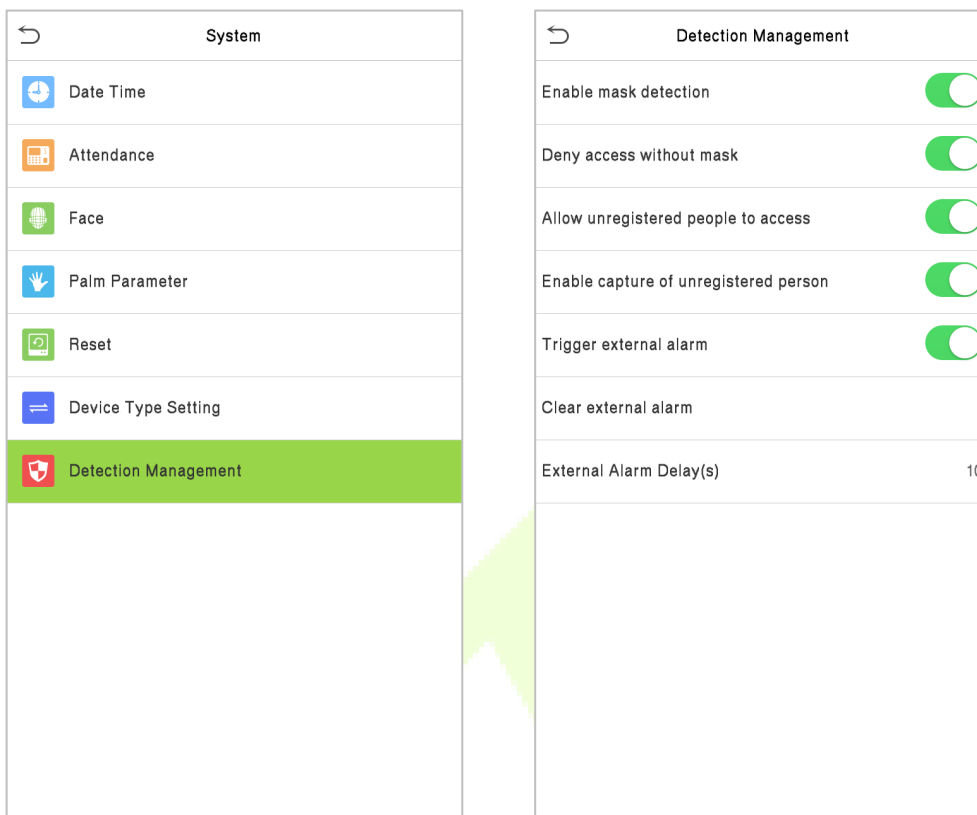 System
Date Time
Attendance
Face
Palm Parameter
Reset
Device Type Setting
Detection Management
Detection Management
Enable mask detection
Deny access without mask
Allow unregistered people to access
Enable capture of unregistered person
Trigger external alarm
Clear external alarm
External Alarm Delay(s)